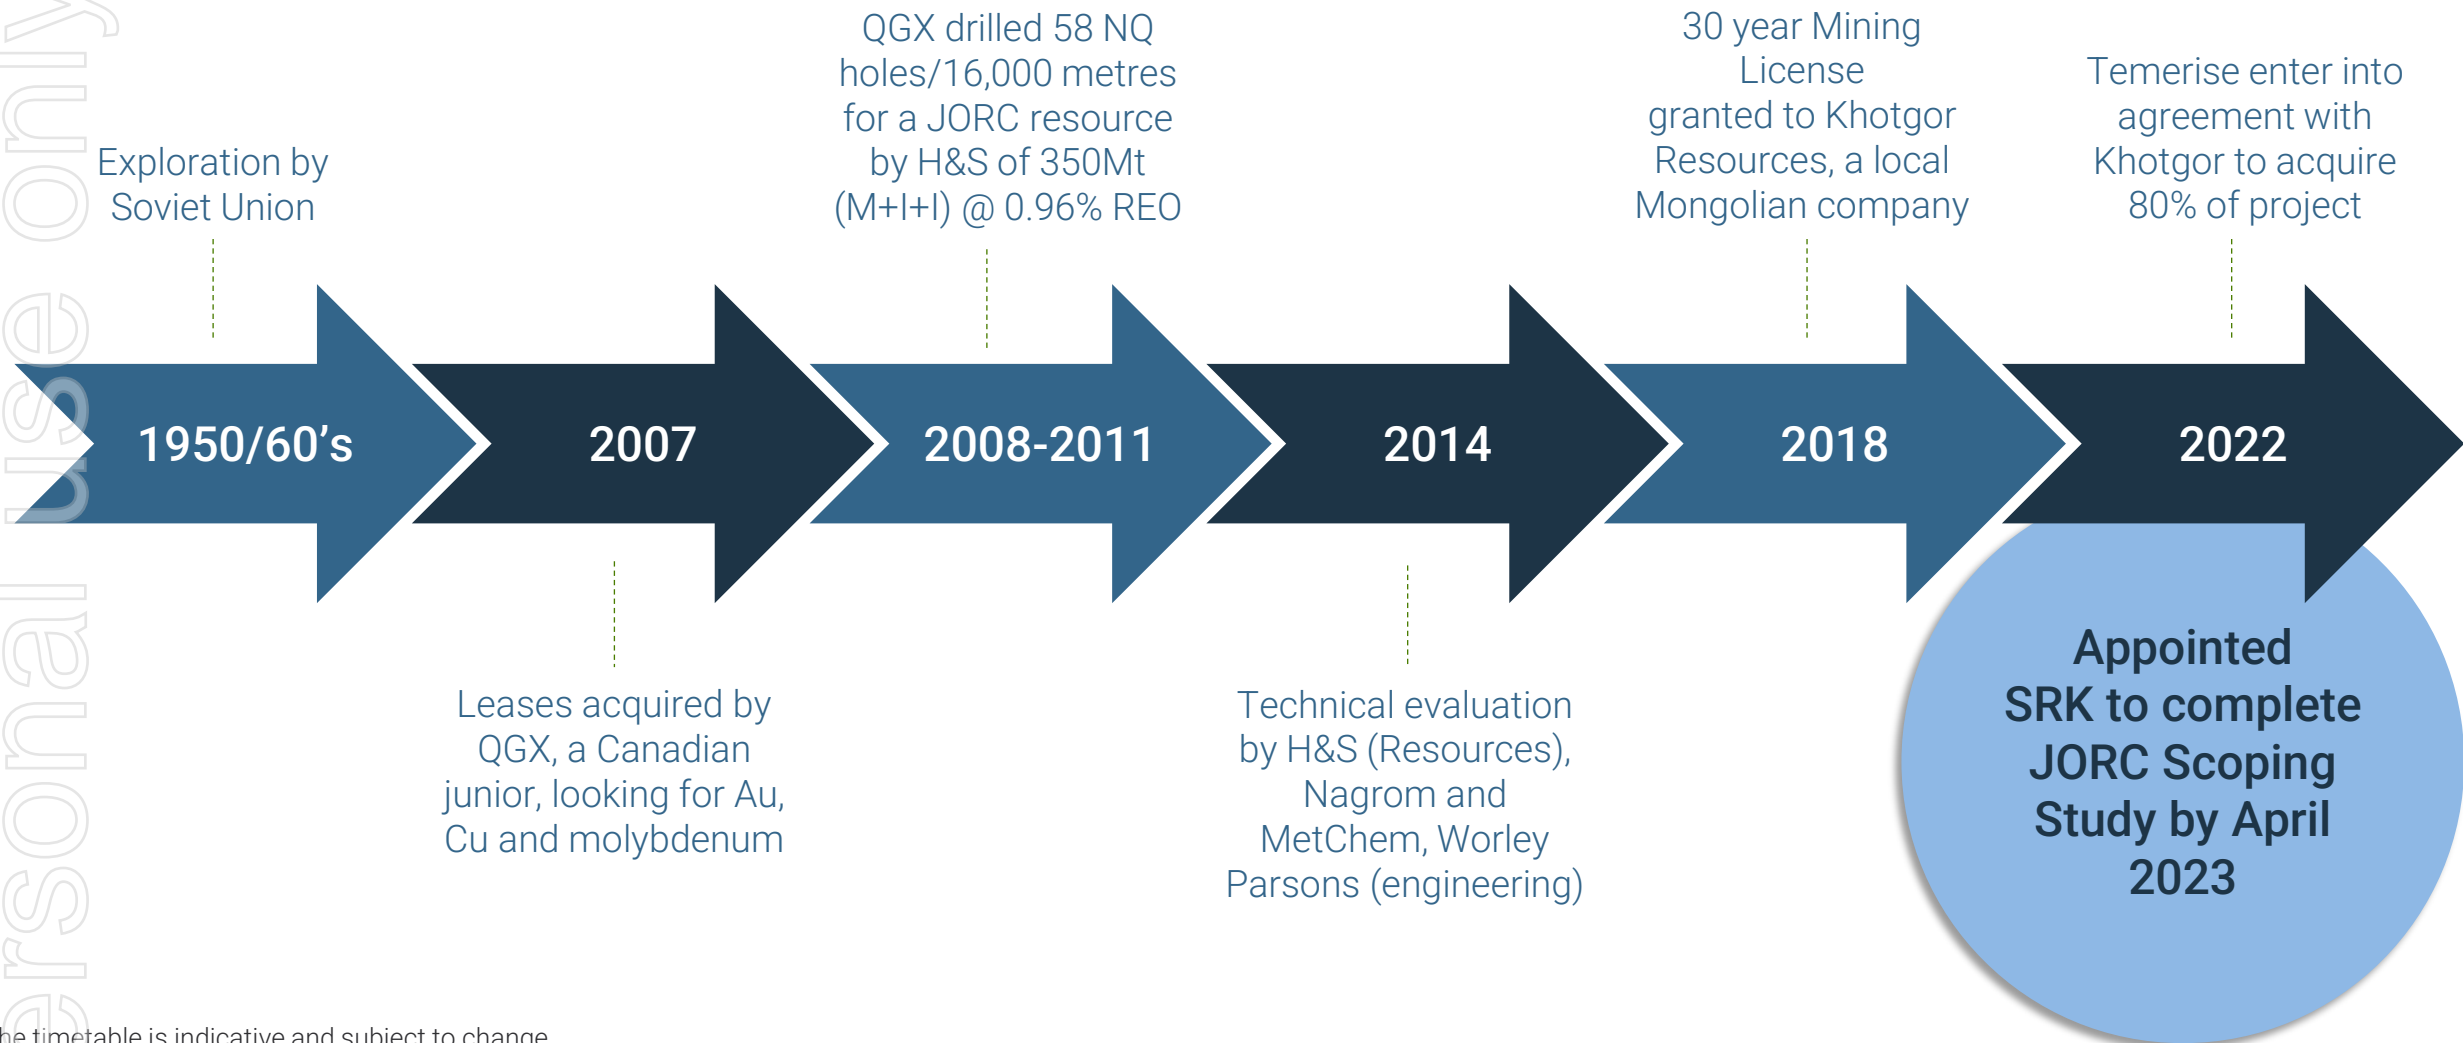 Exploration by
Soviet Union
QGX drilled 58 NQ
holes/16,000 metres
for a JORC resource
by H&S of 350Mt
(M+I+I) @ 0.96% REO
30 year Mining
License
granted to Khotgor
Resources, a local
Mongolian company
Temerise enter into
agreement with
Khotgor to acquire
80% of project
1950/60’s
2007
2008-2011
2014
2018
2022
Leases acquired by
QGX, a Canadian
junior, looking for Au,
Cu and molybdenum
Technical evaluation
by H&S (Resources),
Nagrom and
MetChem, Worley
Parsons (engineering)
Appointed
SRK to complete
JORC Scoping
Study by April
2023
he timetable is indicative and subject to change
ersonal use only